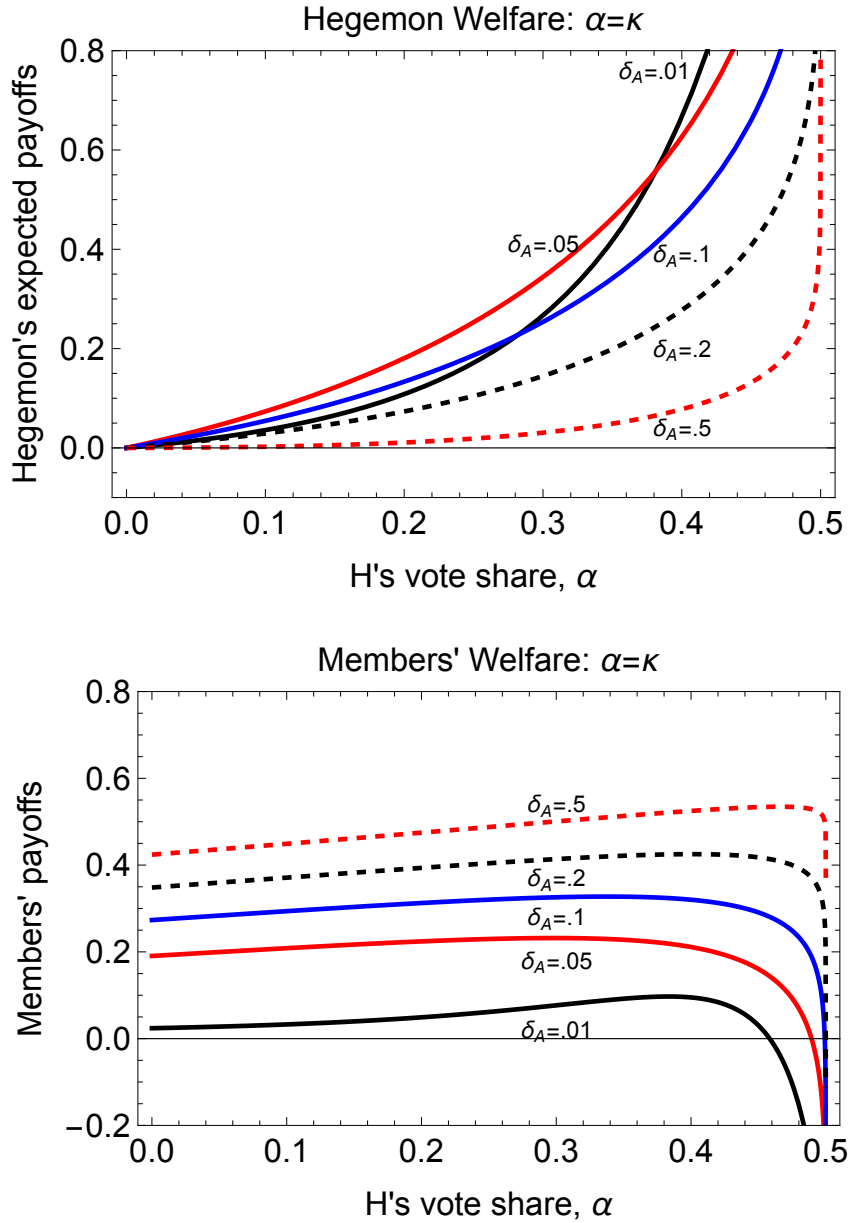 Hegemon Welfare: α=κ
Hegemon's expected payoffs
0.8
0.6
0.4
0.2
0.0
δA=.01
δA=.05
δA=.1
δA=.2
δA=.5
0.0 0.1 0.2 0.3 0.4 0.5
H's vote share, α
Members' Welfare: α=κ
Members' payoffs
0.8
0.6
0.4
0.2
0.0
−0.2
δA=.5
δA=.2
δA=.1
δA=.05
δA=.01
0.0 0.1 0.2 0.3 0.4 0.5
H's vote share, α